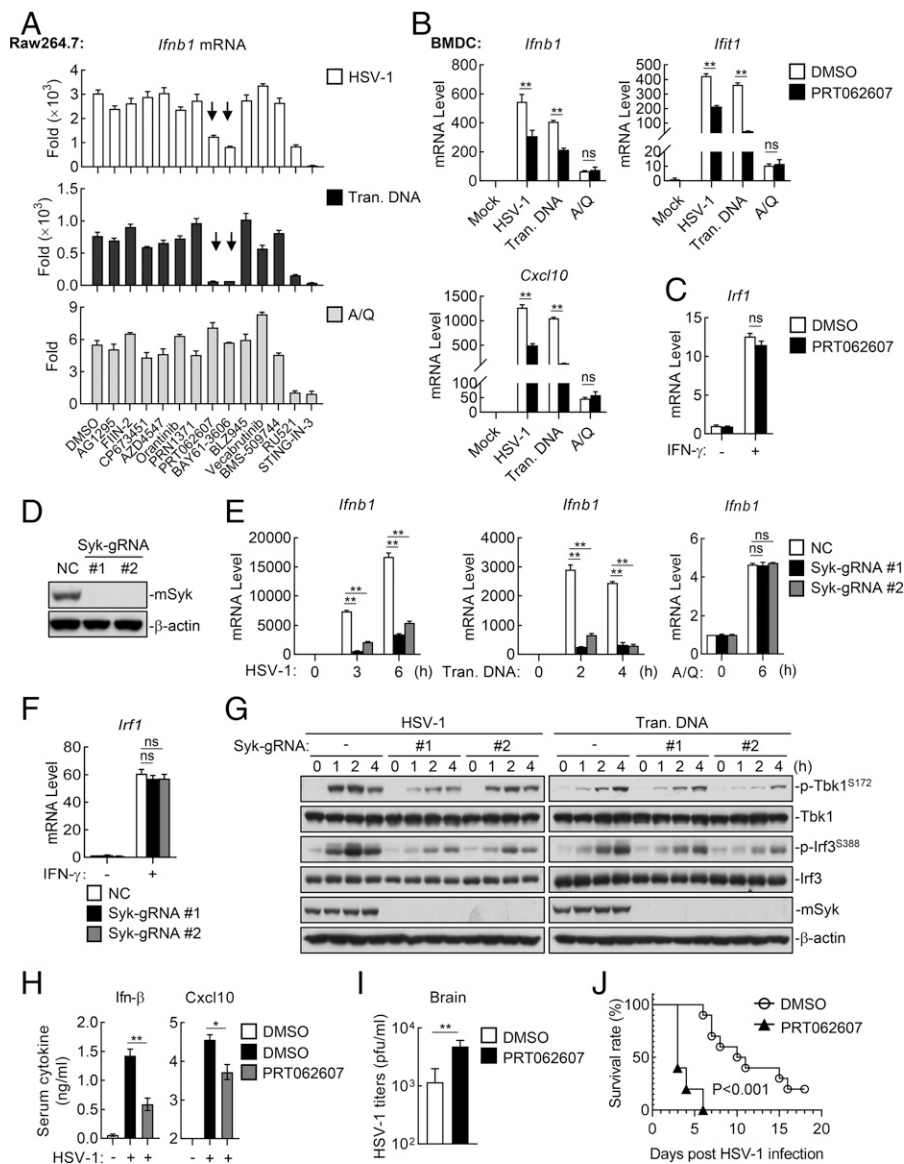 A
Raw264.7:
Ifnb1 mRNA
Fold (×10³)
4
3
2
1
0
HSV-1
Fold (×10³)
1.5
1.0
0.5
0
Tran. DNA
Fold
9
6
3
0
A/Q
DMSO
AG1295
FIIN-2
CP673451
AZD4547
Orantinib
PRN1371
PRT062607
BAY61-3606
BLZ945
Vecabrutinib
BMS-509744
RU521
STING-IN-3
B
BMDC:
Ifnb1
mRNA Level
800
600
400
200
0
**
**
ns
Mock
HSV-1
Tran. DNA
A/Q
Ifit1
mRNA Level
500
400
300
200
20
10
0
**
**
ns
Mock
HSV-1
Tran. DNA
A/Q
DMSO
PRT062607
Cxcl10
mRNA Level
1500
1000
500
100
50
0
**
**
ns
Mock
HSV-1
Tran. DNA
A/Q
C
Irf1
mRNA Level
15
10
5
0
ns
IFN-γ: - +
DMSO
PRT062607
D
Syk-gRNA
NC #1 #2
-mSyk
-β-actin
E
Ifnb1
mRNA Level
20000
15000
10000
5000
0
**
**
**
**
HSV-1: 0 3 6 (h)
Ifnb1
mRNA Level
4000
3000
2000
1000
0
**
**
**
**
Tran. DNA: 0 2 4 (h)
Ifnb1
mRNA Level
6
4
2
0
ns
ns
A/Q: 0 6 (h)
NC
Syk-gRNA #1
Syk-gRNA #2
F
Irf1
mRNA Level
80
60
40
20
0
ns
ns
IFN-γ: - +
NC
Syk-gRNA #1
Syk-gRNA #2
G
HSV-1 Tran. DNA
Syk-gRNA: - #1 #2 - #1 #2
0 1 2 4 0 1 2 4 0 1 2 4 0 1 2 4 0 1 2 4 0 1 2 4 (h)
-p-Tbk1S172
-Tbk1
-p-Irf3S388
-Irf3
-mSyk
-β-actin
H
Ifn-β
Serum cytokine
(ng/ml)
2.0
1.5
1.0
0.5
0
**
HSV-1: - + +
Cxcl10
5
4
3
2
*
- + +
DMSO
DMSO
PRT062607
I
Brain
HSV-1 titers (pfu/ml)
10⁴
10³
10²
**
DMSO
PRT062607
J
Survival rate (%)
100
50
0
P<0.001
DMSO
PRT062607
0 5 10 15 20
Days post HSV-1 infection